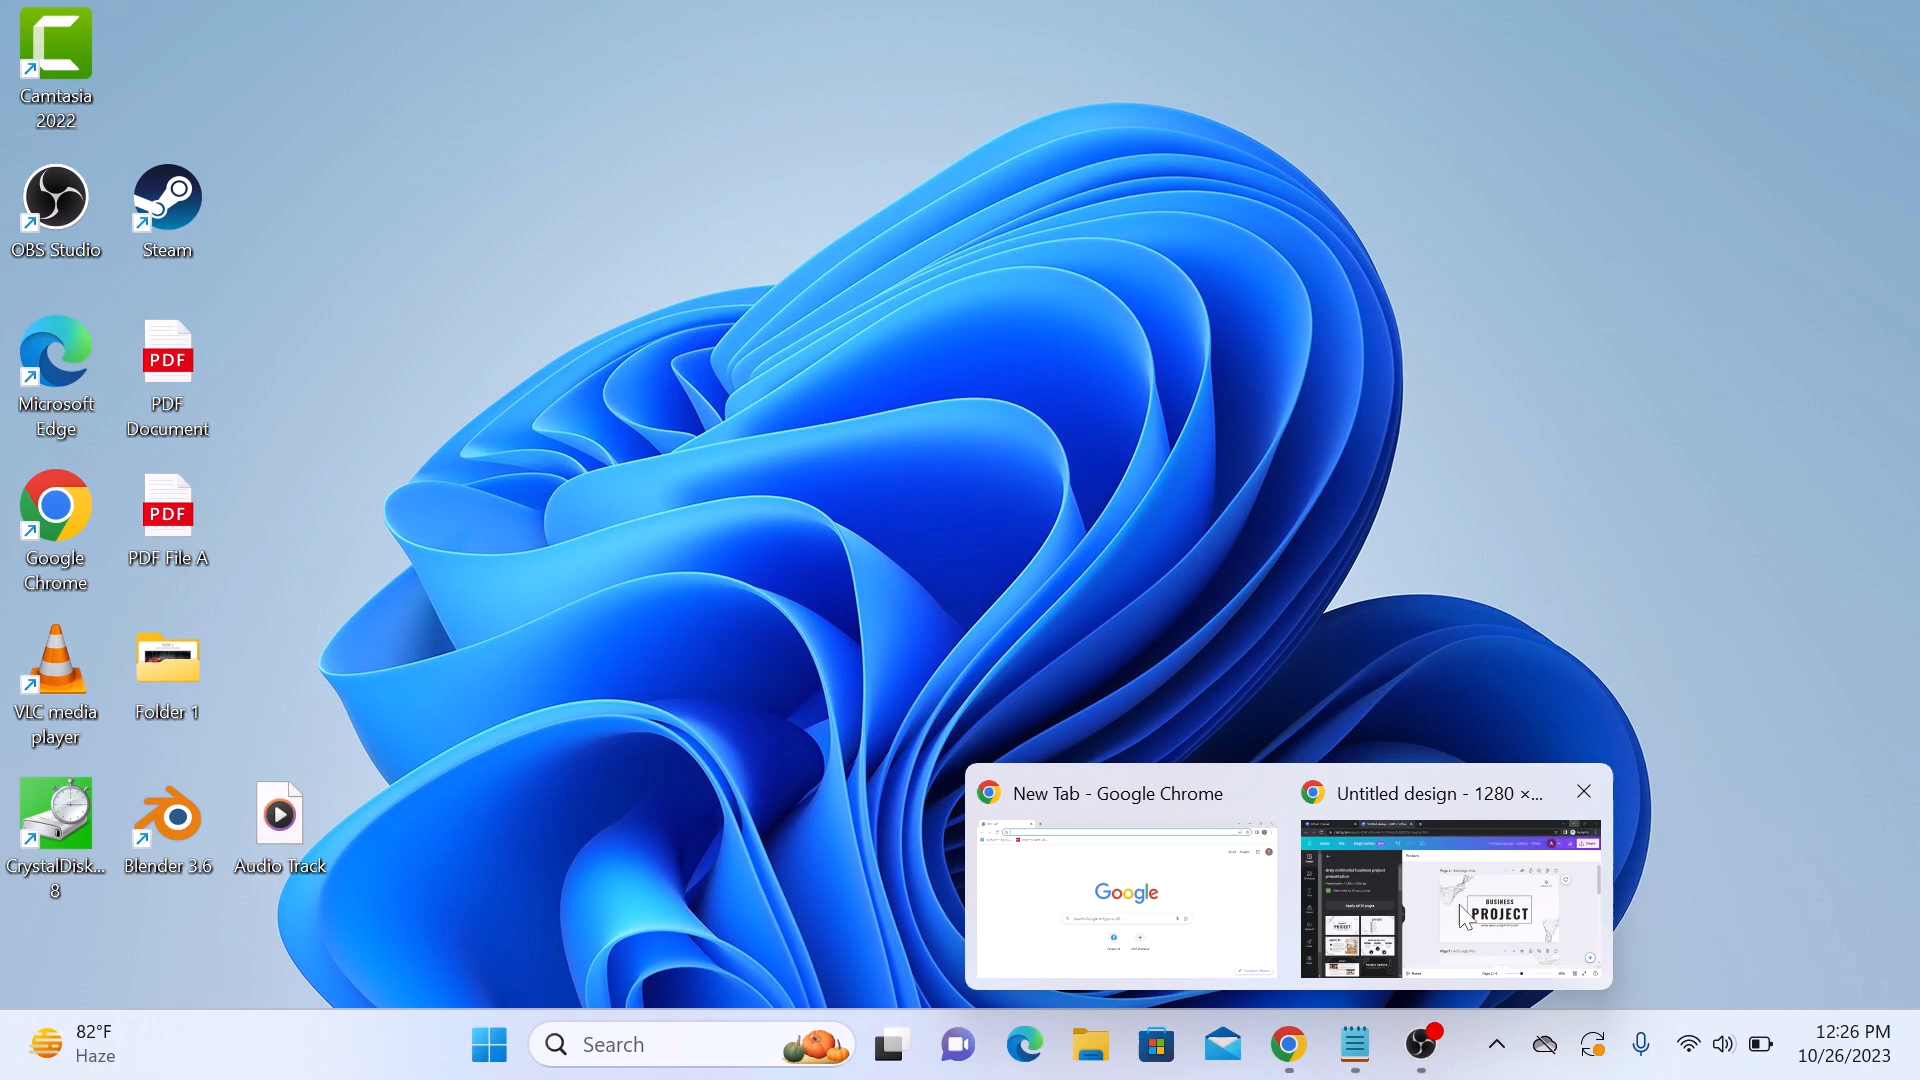 Camtasia
2022
OBS Studio
Steam
Microsoft
Edge
PDF
PDF
Document
Google
Chrome
PDF
PDF File A
VLC media
player
Folder 1
CrystalDisk...
8
Blender 3.6
Audio Track
New Tab - Google Chrome
Untitled design - 1280 ×...
Google
BUSINESS
PROJECT
82°F
Haze
Search
12:26 PM
10/26/2023